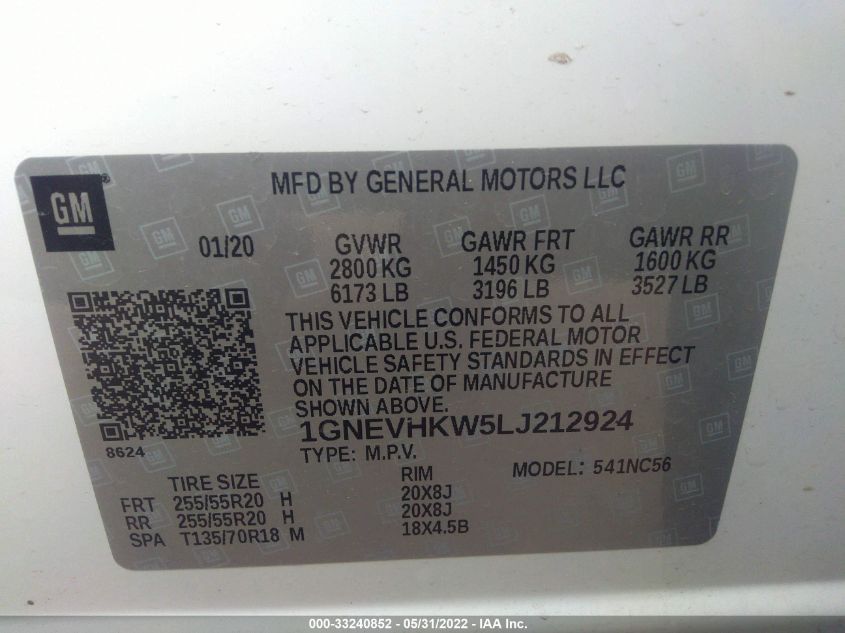 MFD BY GENERAL MOTORS LLC
GM ®
01/20 GVWR GAWR FRT GAWR RR
2800 KG 1450 KG 1600 KG
6173 LB 3196 LB 3527 LB
THIS VEHICLE CONFORMS TO ALL
APPLICABLE U.S. FEDERAL MOTOR
VEHICLE SAFETY STANDARDS IN EFFECT
ON THE DATE OF MANUFACTURE
SHOWN ABOVE.
1GNEVHKW5LJ212924
8624
TYPE: M.P.V. MODEL: 541NC56
TIRE SIZE RIM
FRT 255/55R20 H 20X8J
RR 255/55R20 H 20X8J
SPA T135/70R18 M 18X4.5B
000-33240852 - 05/31/2022 - IAA Inc.